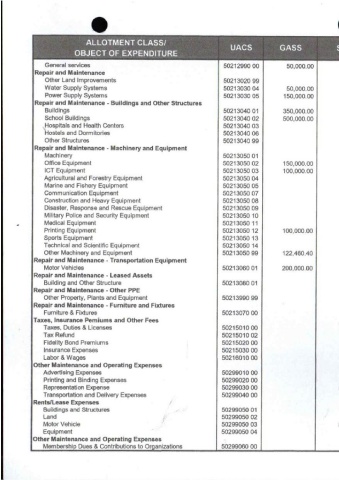 ALLOTMENT CLASS/ OBJECT OF EXPENDITURE UACS GASS
General services 50212990 00 50,000.00
Repair and Maintenance
Other Land Improvements 50213020 99
Water Supply Systems 50213030 04 50,000.00
Power Supply Systems 50213030 05 150,000.00
Repair and Maintenance - Buildings and Other Structures
Buildings 50213040 01 350,000.00
School Buildings 50213040 02 500,000.00
Hospitals and Health Centers 50213040 03
Hostels and Dormitories 50213040 06
Other Structures 50213040 99
Repair and Maintenance - Machinery and Equipment
Machinery 50213050 01
Office Equipment 50213050 02 150,000.00
ICT Equipment 50213050 03 100,000.00
Agricultural and Forestry Equipment 50213050 04
Marine and Fishery Equipment 50213050 05
Communication Equipment 50213050 07
Construction and Heavy Equipment 50213050 08
Disaster, Response and Rescue Equipment 50213050 09
Military Police and Security Equipment 50213050 10
Medical Equipment 50213050 11
Printing Equipment 50213050 12 100,000.00
Sports Equipment 50213050 13
Technical and Scientific Equipment 50213050 14
Other Machinery and Equipment 50213050 99 122,460.40
Repair and Maintenance - Transportation Equipment
Motor Vehicles 50213060 01 200,000.00
Repair and Maintenance - Leased Assets
Building and Other Structure 50213080 01
Repair and Maintenance - Other PPE
Other Property, Plants and Equipment 50213990 99
Repair and Maintenance - Furniture and Fixtures
Furniture & Fixtures 50213070 00
Taxes, Insurance Pemiums and Other Fees
Taxes, Duties & Licenses 50215010 00
Tax Refund 50215010 02
Fidelity Bond Premiums 50215020 00
Insurance Expenses 50215030 00
Labor & Wages 50216010 00
Other Maintenance and Operating Expenses
Advertising Expenses 50299010 00
Printing and Binding Expenses 50299020 00
Representation Expense 50299030 00
Transportation and Delivery Expenses 50299040 00
Rents/Lease Expenses
Buildings and Structures 50299050 01
Land 50299050 02
Motor Vehicle 50299050 03
Equipment 50299050 04
Other Maintenance and Operating Expenses
Membership Dues & Contributions to Organizations 50299060 00